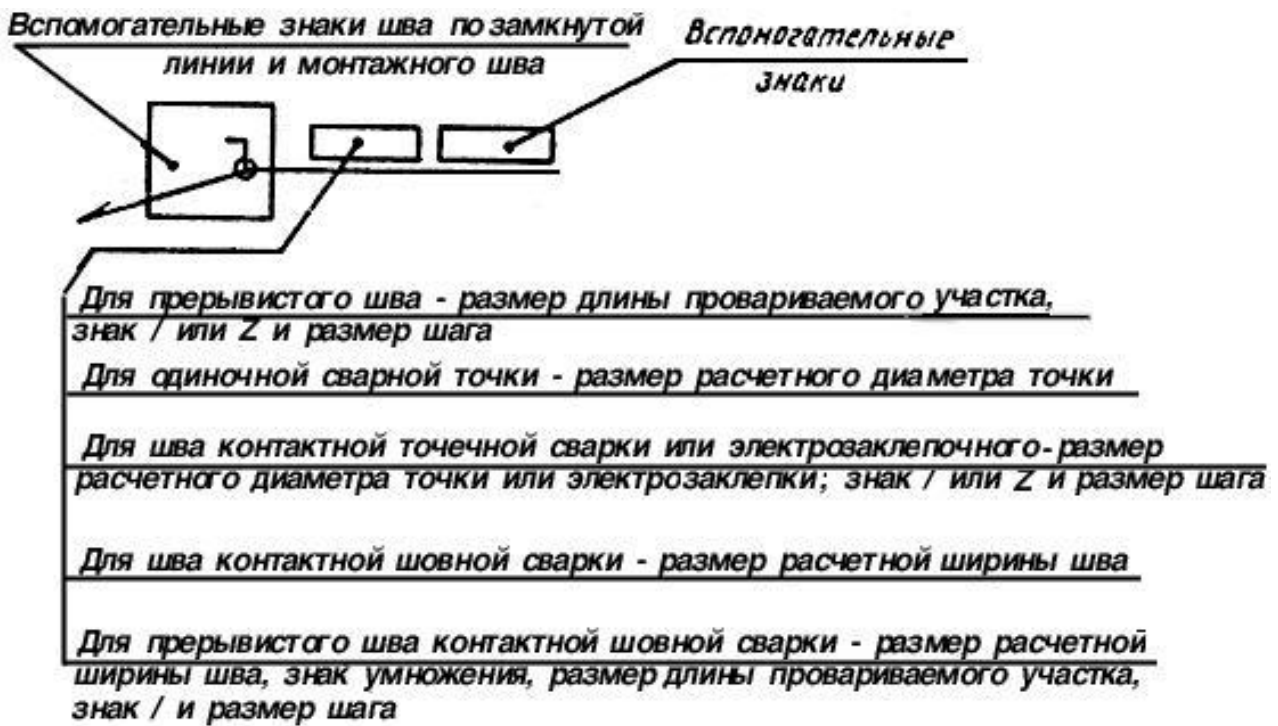 Вспомогательные знаки шва по замкнутой
линии и монтажного шва
Вспомогательные
знаки
Для прерывистого шва - размер длины провариваемого участка,
знак / или Z и размер шага
Для одиночной сварной точки - размер расчетного диаметра точки
Для шва контактной точечной сварки или электрозаклепочного- размер
расчетного диаметра точки или электрозаклепки; знак / или Z и размер шага
Для шва контактной шовной сварки - размер расчетной ширины шва
Для прерывистого шва контактной шовной сварки - размер расчетной
ширины шва, знак умножения, размер длины провариваемого участка,
знак / и размер шага